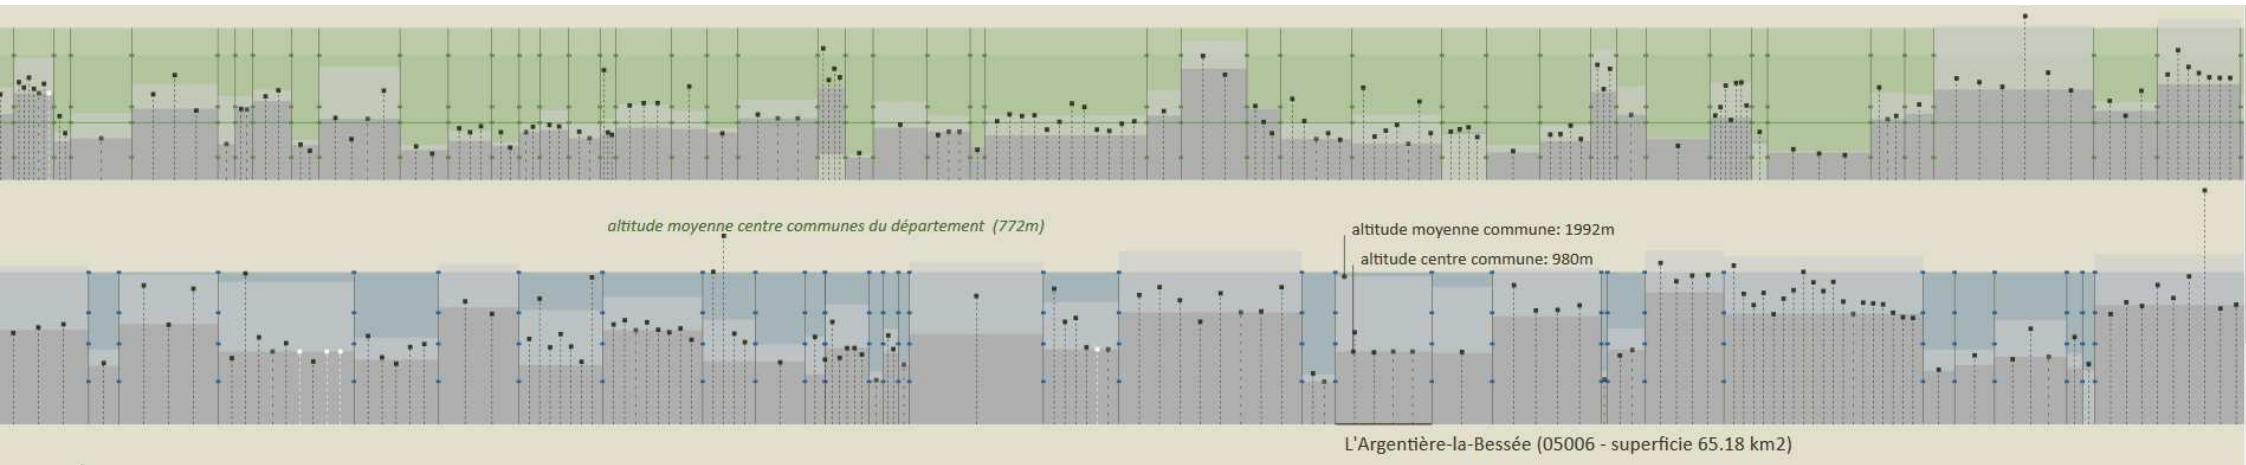 altitude moyenne centre communes du département (772m)
altitude moyenne commune: 1992m
altitude centre commune: 980m
L'Argentière-la-Bessée (05006 - superficie 65.18 km2)